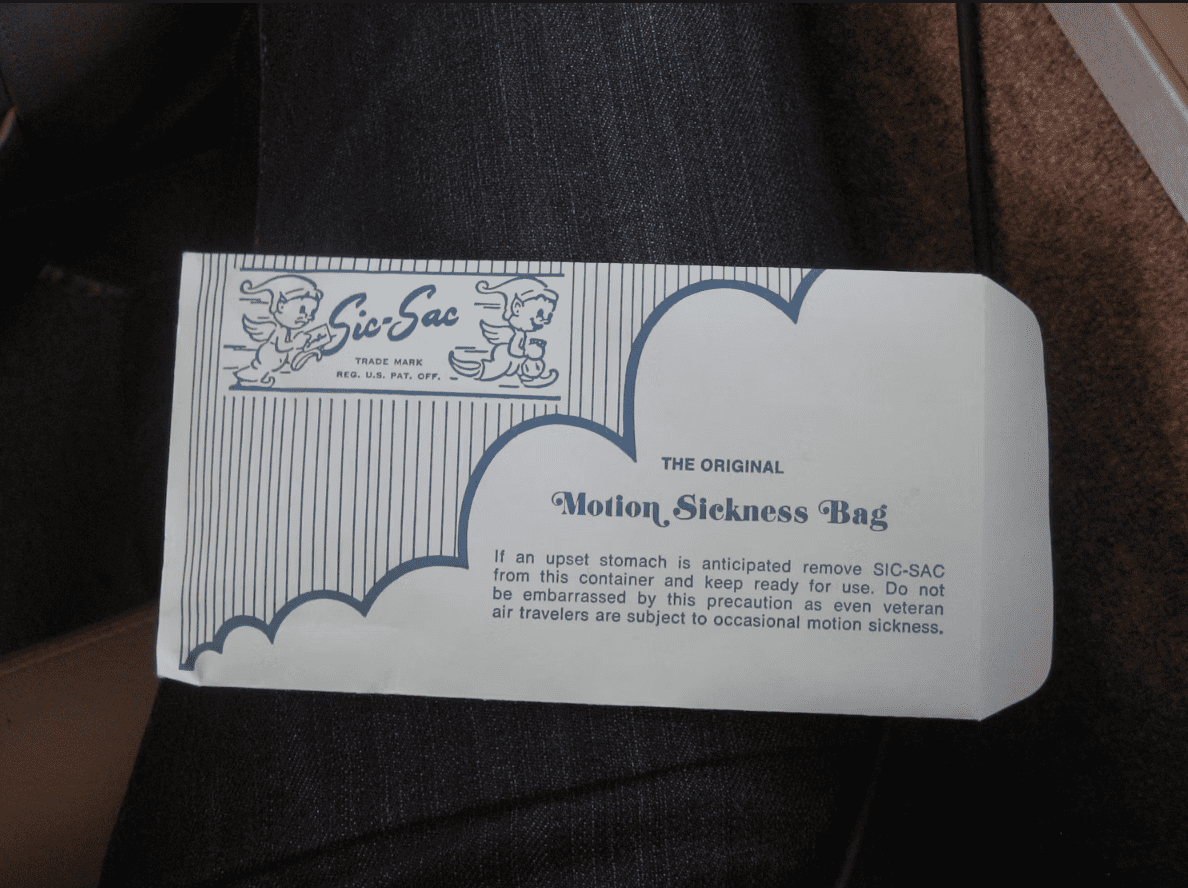 Sic-Sac
TRADE MARK
REG. U.S. PAT. OFF.
THE ORIGINAL
Motion Sickness Bag
If an upset stomach is anticipated remove SIC-SAC
from this container and keep ready for use. Do not
be embarrassed by this precaution as even veteran
air travelers are subject to occasional motion sickness.